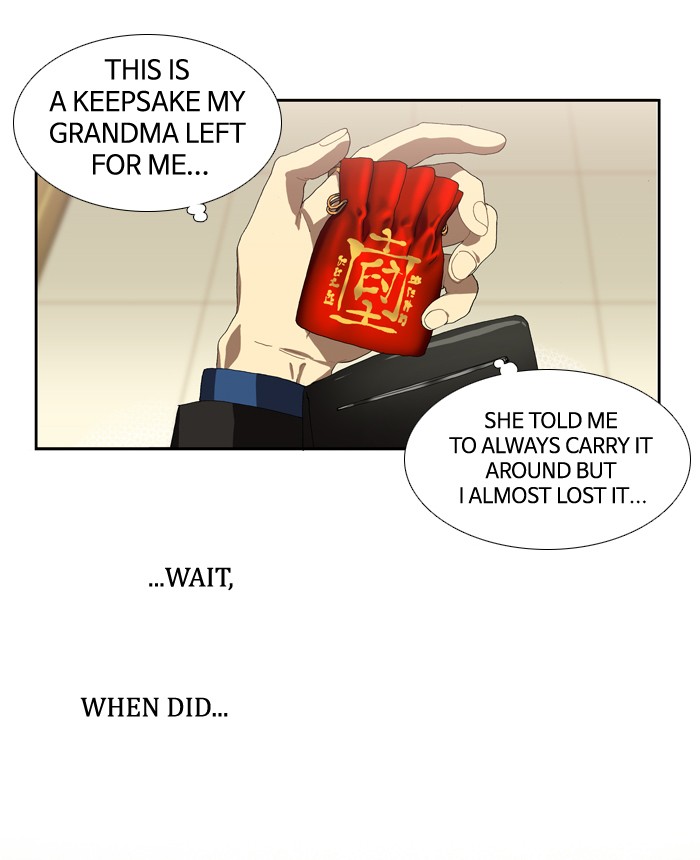 THIS IS
A KEEPSAKE MY
GRANDMA LEFT
FOR ME...
SHE TOLD ME
TO ALWAYS CARRY IT
AROUND BUT
I ALMOST LOST IT...
...WAIT,
WHEN DID...